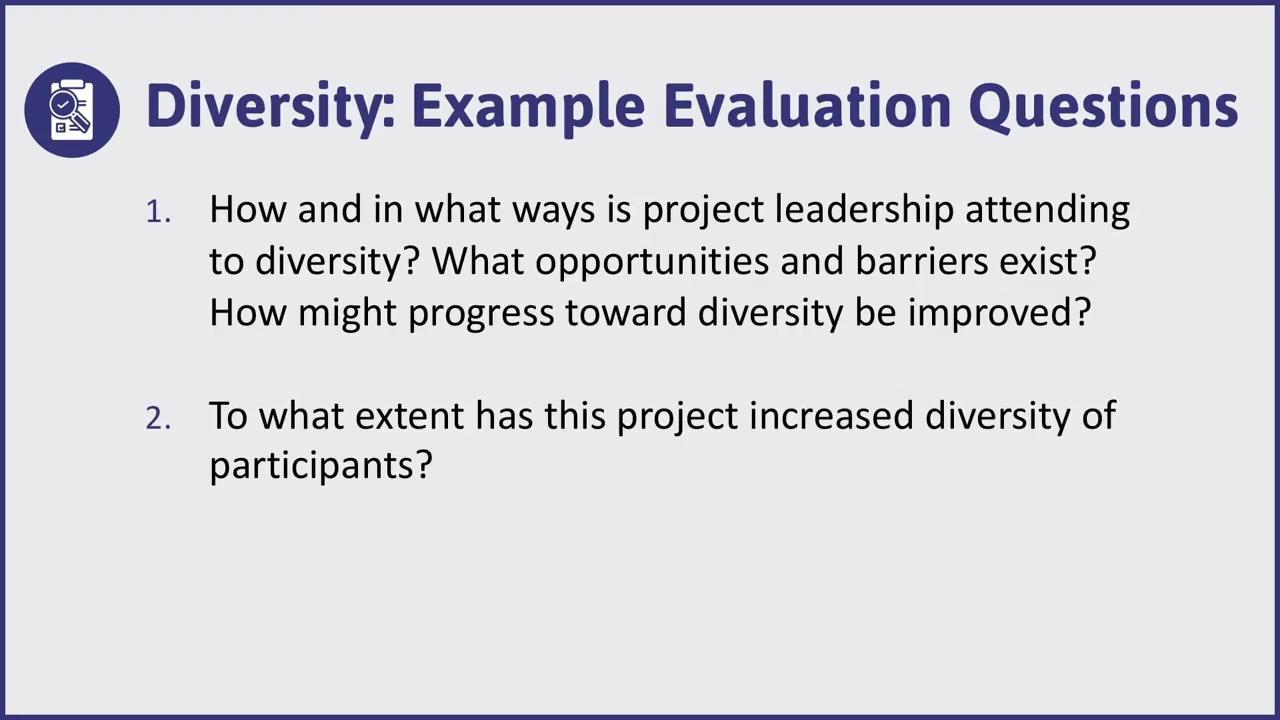 Diversity: Example Evaluation Questions
1. How and in what ways is project leadership attending
to diversity? What opportunities and barriers exist?
How might progress toward diversity be improved?
2. To what extent has this project increased diversity of
participants?